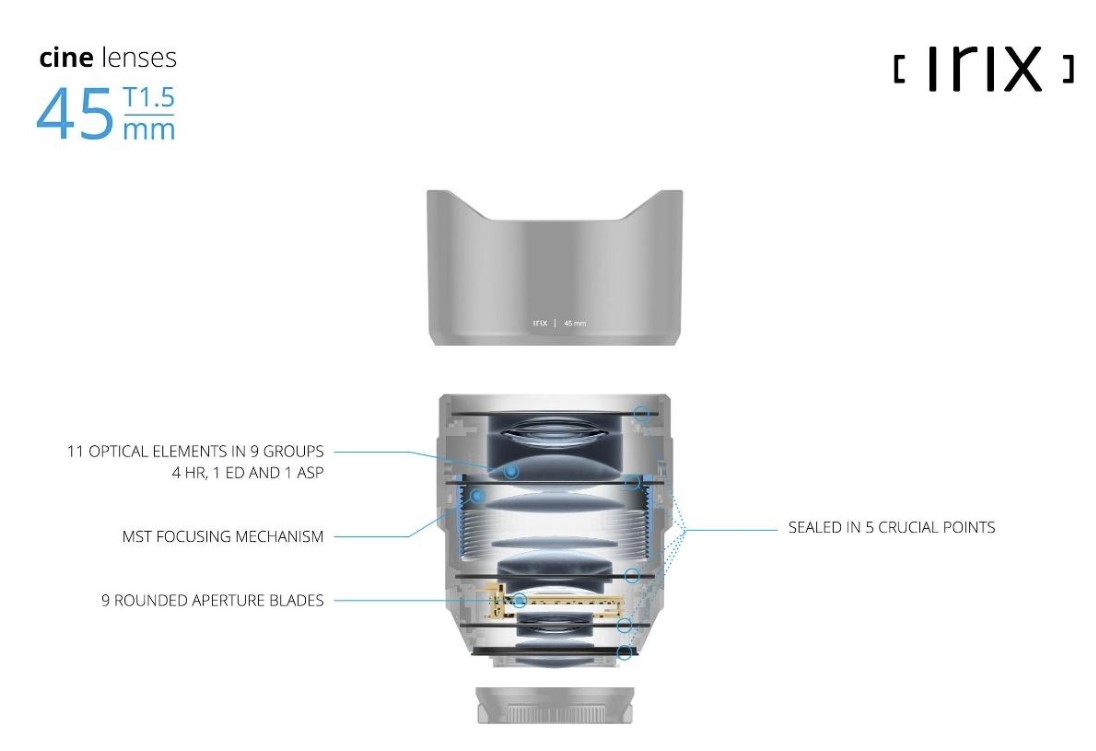 cine lenses
45 T1.5
mm
[ IRIX ]
IRIX | 45 mm
11 OPTICAL ELEMENTS IN 9 GROUPS
4 HR, 1 ED AND 1 ASP
MST FOCUSING MECHANISM
SEALED IN 5 CRUCIAL POINTS
9 ROUNDED APERTURE BLADES